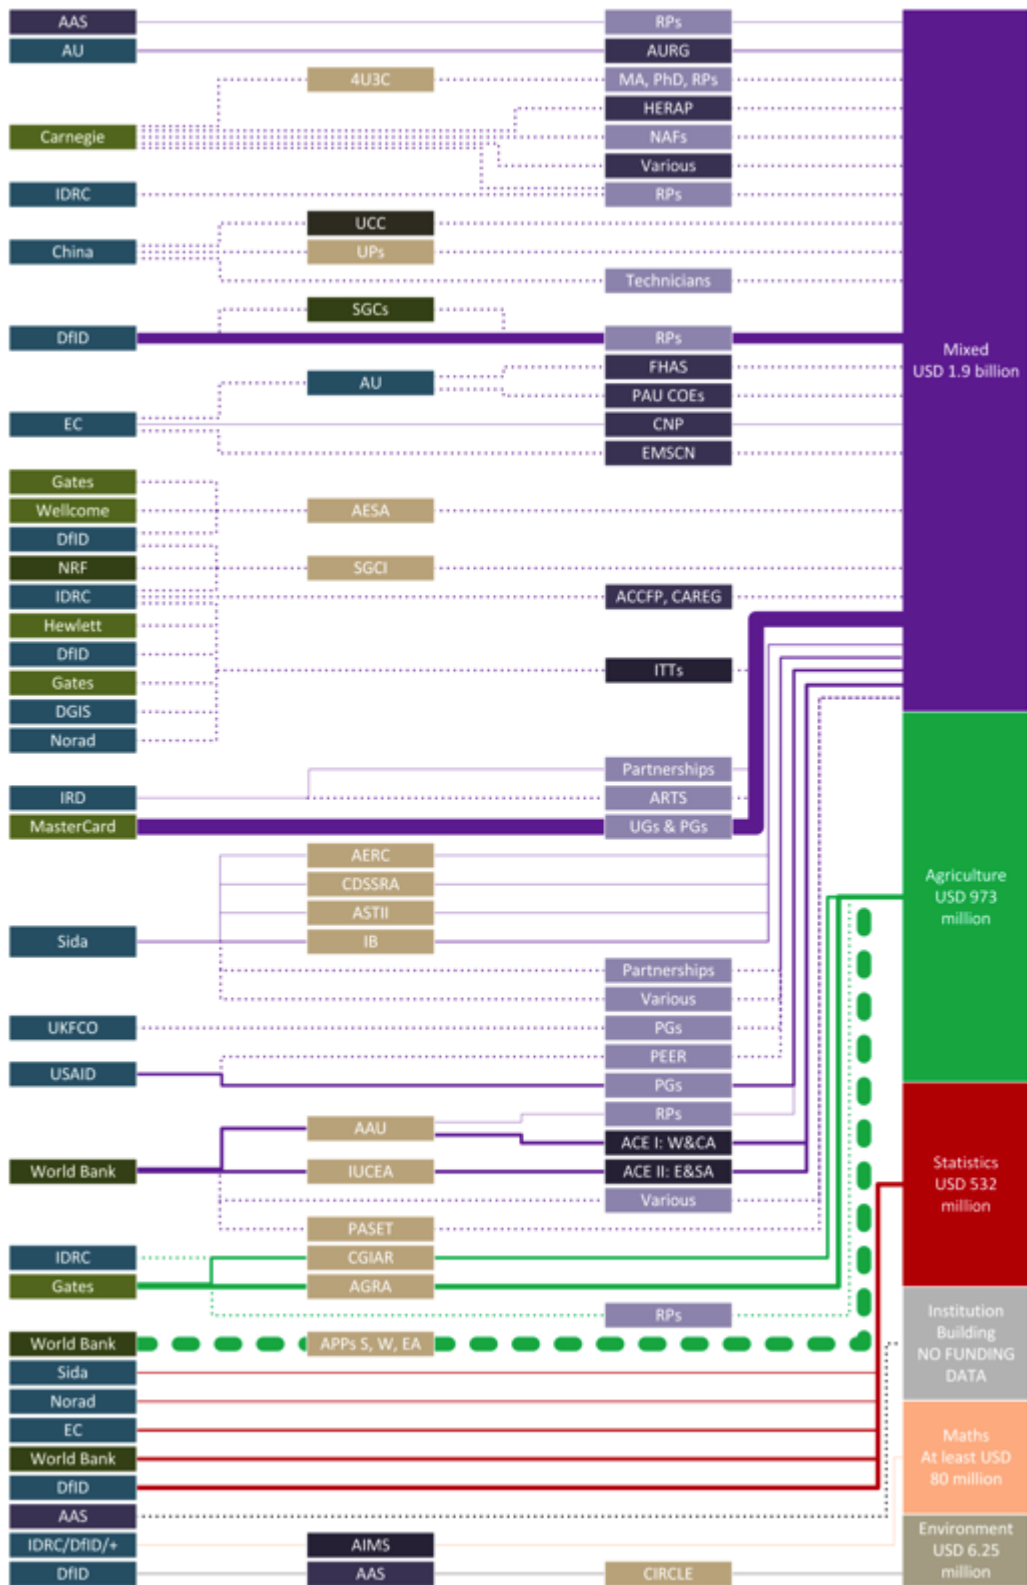 AAS
RPs
AU
AURG
4U3C
MA, PhD, RPs
HERAP
Carnegie
NAFs
Various
IDRC
RPs
UCC
China
UPs
Technicians
SGCs
DfID
RPs
Mixed
USD 1.9 billion
FHAS
AU
PAU COEs
EC
CNP
EMSCN
Gates
Wellcome
AESA
DfID
NRF
SGCI
IDRC
ACCFP, CAREG
Hewlett
DfID
ITTs
Gates
DGIS
Norad
Partnerships
IRD
ARTS
MasterCard
UGs & PGs
AERC
CDSSRA
Agriculture
USD 973
million
ASTII
Sida
IB
Partnerships
Various
UKFCO
PGs
PEER
USAID
PGs
RPs
AAU
ACE I: W&CA
World Bank
IUCEA
ACE II: E&SA
Statistics
USD 532
million
Various
PASET
IDRC
CGIAR
Gates
AGRA
RPs
Institution
Building
NO FUNDING
DATA
World Bank
APPs S, W, EA
Sida
Norad
EC
World Bank
Maths
At least USD
80 million
DfID
AAS
IDRC/DfID/+
AIMS
Environment
USD 6.25
million
DfID
AAS
CIRCLE